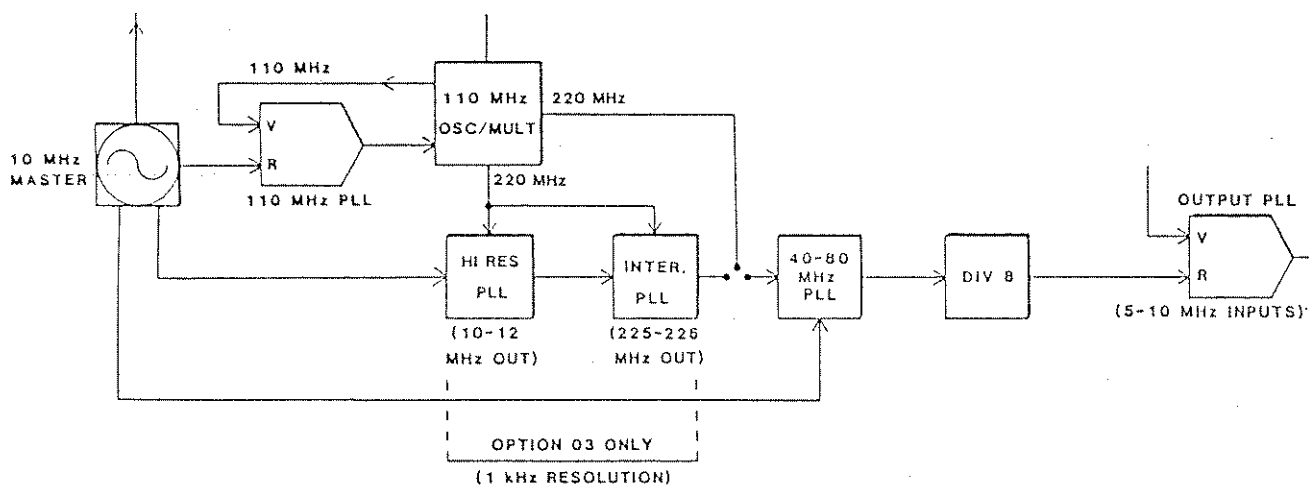 110 MHz
110 MHz
OSC/MULT
220 MHz
V
R
10 MHz
MASTER
110 MHz PLL
220 MHz
OUTPUT PLL
V
R
HI RES
PLL
INTER.
PLL
40-80
MHz
PLL
DIV 8
(5-10 MHz INPUTS)
(10-12
MHz OUT)
(225-226
MHz OUT)
OPTION 03 ONLY
(1 kHz RESOLUTION)